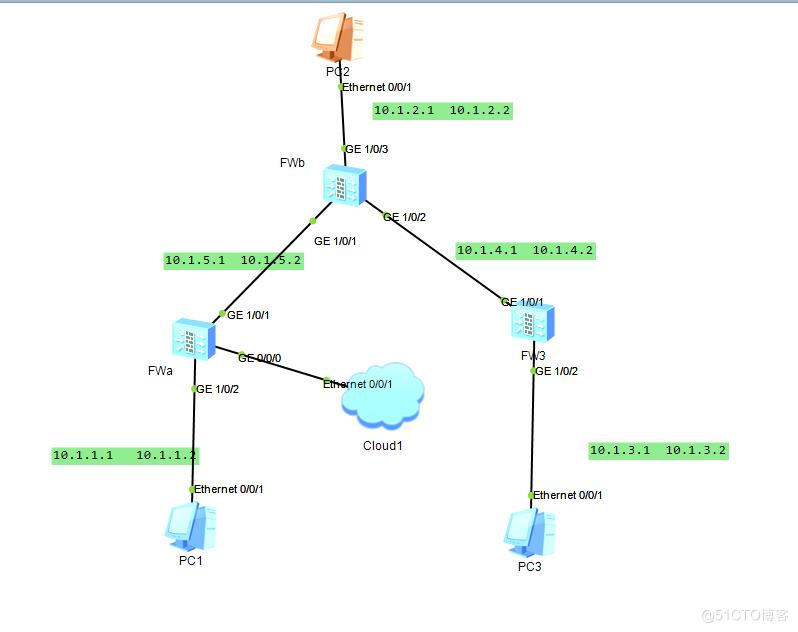 PC2
Ethernet 0/0/1
10.1.2.1  10.1.2.2
GE 1/0/3
FWb
GE 1/0/2
GE 1/0/1
10.1.4.1  10.1.4.2
10.1.5.1  10.1.5.2
GE 1/0/1
GE 1/0/1
FW3
GE 0/0/0
FWa
GE 1/0/2
Ethernet 0/0/1
GE 1/0/2
Cloud1
10.1.3.1  10.1.3.2
10.1.1.1   10.1.1.2
Ethernet 0/0/1
Ethernet 0/0/1
PC1
PC3
@51CTO博客